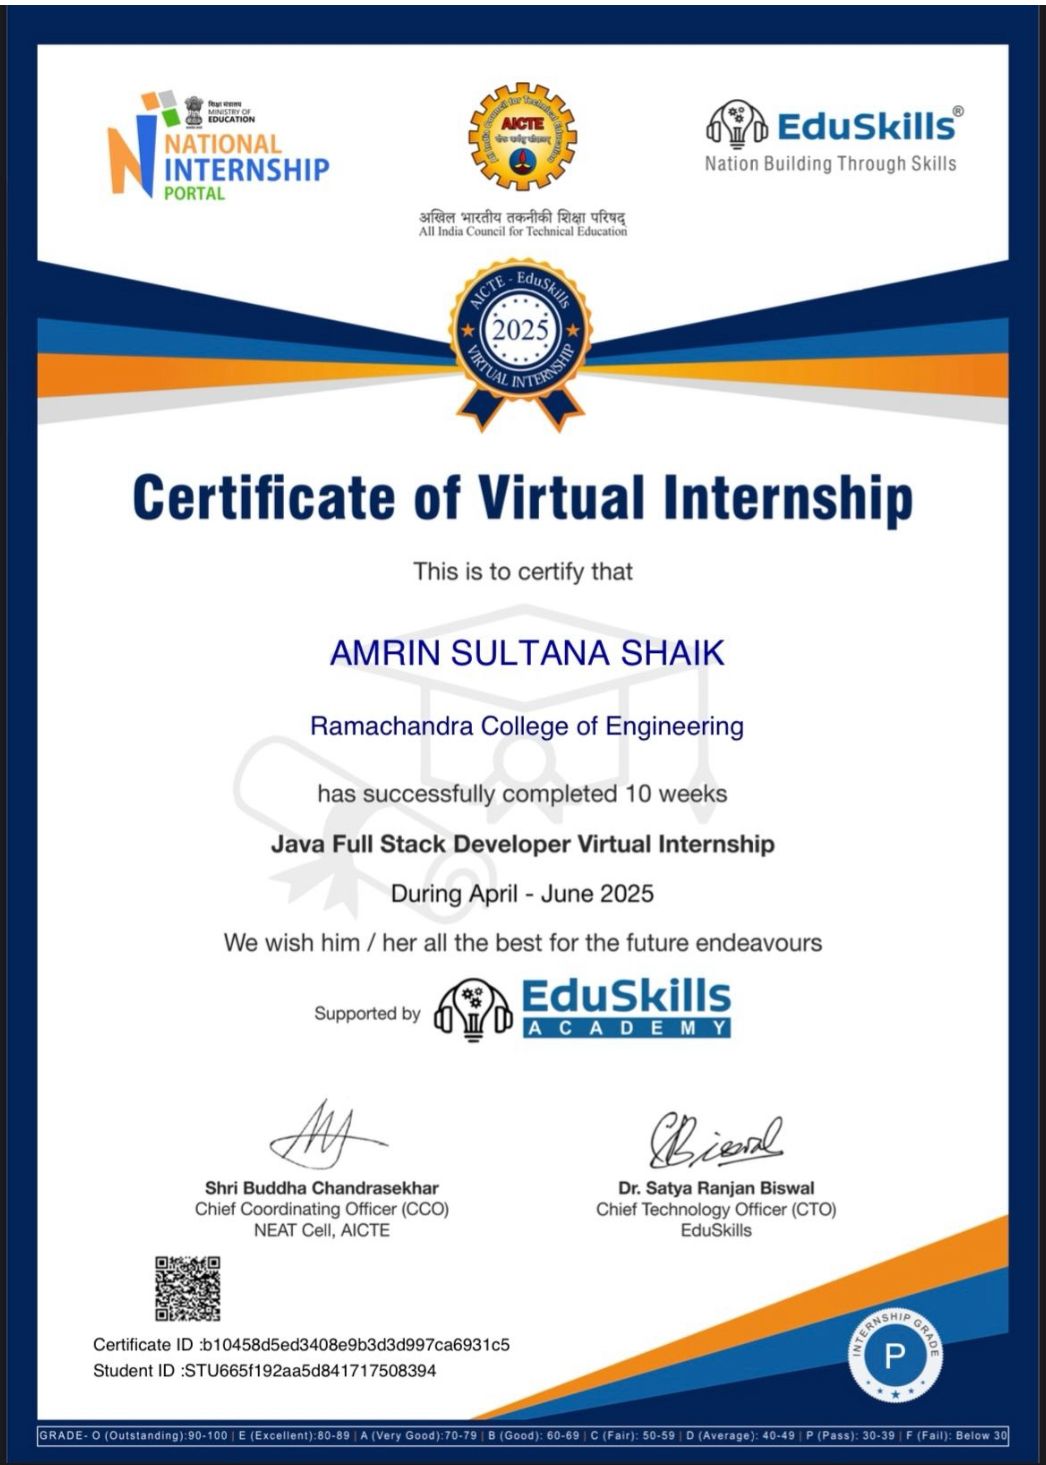 शिक्षा मंत्रालय
MINISTRY OF
EDUCATION
NATIONAL
INTERNSHIP
PORTAL
All India Council for Technical Education
AICTE
अखिल भारतीय तकनीकी शिक्षा परिषद्
All India Council for Technical Education
EduSkills®
Nation Building Through Skills
AICTE - EduSkills
2025
VIRTUAL INTERNSHIP
Certificate of Virtual Internship
This is to certify that
AMRIN SULTANA SHAIK
Ramachandra College of Engineering
has successfully completed 10 weeks
Java Full Stack Developer Virtual Internship
During April - June 2025
We wish him / her all the best for the future endeavours
Supported by
EduSkills
ACADEMY
Shri Buddha Chandrasekhar
Chief Coordinating Officer (CCO)
NEAT Cell, AICTE
Dr. Satya Ranjan Biswal
Chief Technology Officer (CTO)
EduSkills
Certificate ID :b10458d5ed3408e9b3d3d997ca6931c5
Student ID :STU665f192aa5d841717508394
INTERNSHIP GRADE
P
GRADE- O (Outstanding):90-100 | E (Excellent):80-89 | A (Very Good):70-79 | B (Good): 60-69 | C (Fair): 50-59 | D (Average): 40-49 | P (Pass): 30-39 | F (Fail): Below 30